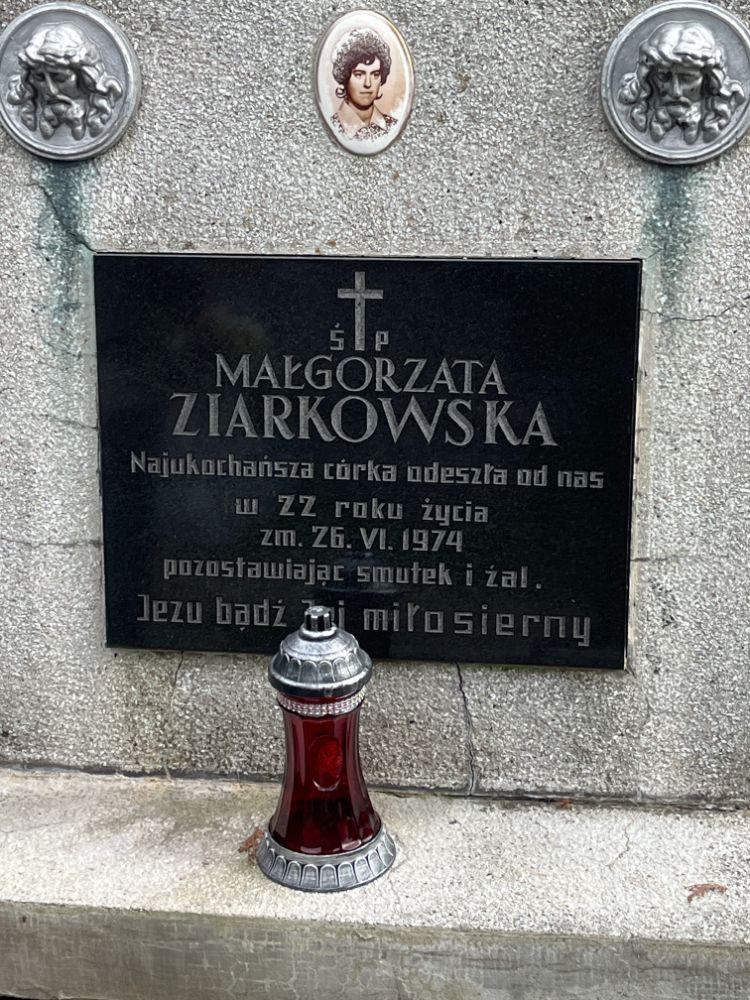 Ś P
MAŁGORZATA
ZIARKOWSKA
Najukochańsza córka odeszła od nas
w 22 roku życia
zm. 26. VI. 1974
pozostawiając smutek i żal.
Jezu bądź Jej miłosierny